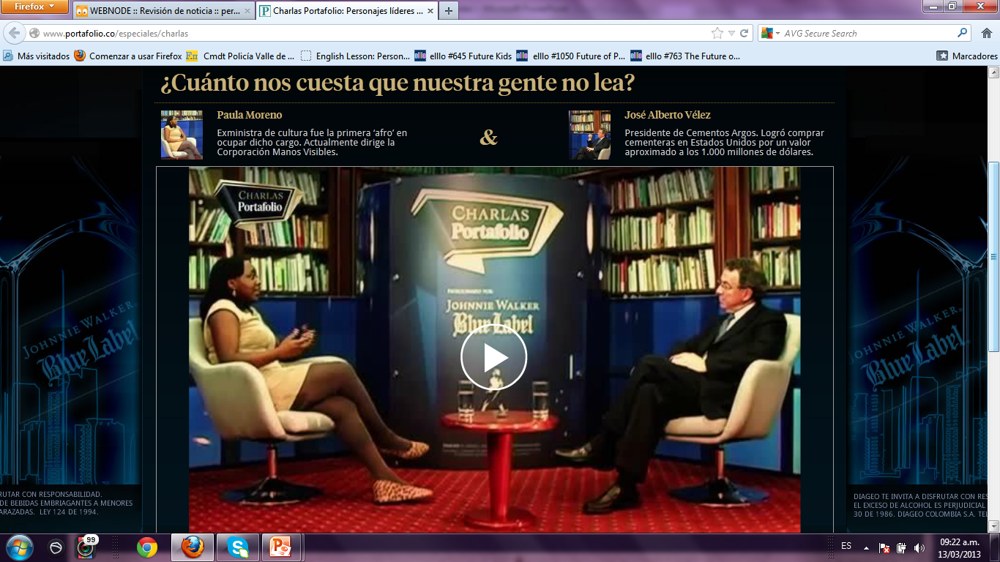 Firefox
WEBNODE :: Revisión de noticia :: per...
Charlas Portafolio: Personajes líderes ...
www.portafolio.co/especiales/charlas
AVG Secure Search
Más visitados
Comenzar a usar Firefox
Cmdt Policía Valle de ...
English Lesson: Person...
elllo #645 Future Kids
elllo #1050 Future of P...
elllo #763 The Future o...
Marcadores
¿Cuánto nos cuesta que nuestra gente no lea?
Paula Moreno
Exministra de cultura fue la primera ‘afro’ en
ocupar dicho cargo. Actualmente dirige la
Corporación Manos Visibles.
&
José Alberto Vélez
Presidente de Cementos Argos. Logró comprar
cementeras en Estados Unidos por un valor
aproximado a los 1.000 millones de dólares.
CHARLAS
Portafolio
CHARLAS
Portafolio
PATROCINADO POR:
JOHNNIE WALKER
Blue Label
JOHNNIE WALKER
Blue Label
JOHNNIE WALKER
Blue Label
RUTAR CON RESPONSABILIDAD.
DE BEBIDAS EMBRIAGANTES A MENORES
ARAZADAS. LEY 124 DE 1994.
DIAGEO TE INVITA A DISFRUTAR CON RES
EL EXCESO DE ALCOHOL ES PERJUDICIAL
30 DE 1986. DIAGEO COLOMBIA S.A. TEL
99
ES
09:22 a.m.
13/03/2013